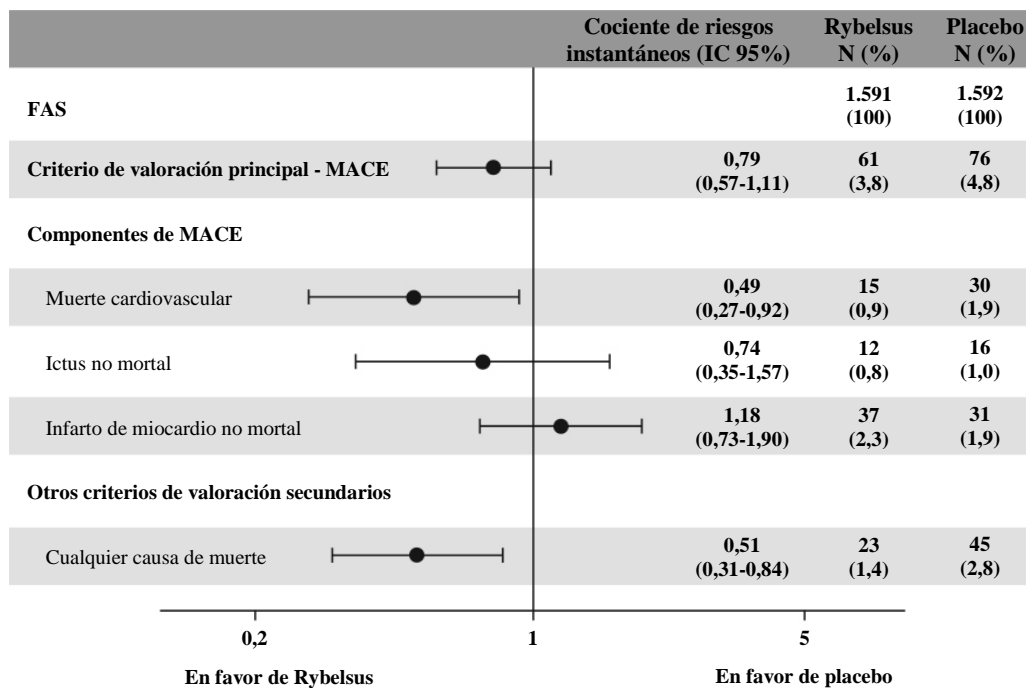 Cociente de riesgos Rybelsus Placebo
instantáneos (IC 95%) N (%) N (%)
FAS 1.591 1.592
(100) (100)
Criterio de valoración principal - MACE 0,79 61 76
(0,57-1,11) (3,8) (4,8)
Componentes de MACE
Muerte cardiovascular 0,49 15 30
(0,27-0,92) (0,9) (1,9)
Ictus no mortal 0,74 12 16
(0,35-1,57) (0,8) (1,0)
Infarto de miocardio no mortal 1,18 37 31
(0,73-1,90) (2,3) (1,9)
Otros criterios de valoración secundarios
Cualquier causa de muerte 0,51 23 45
(0,31-0,84) (1,4) (2,8)
0,2 1 5
En favor de Rybelsus En favor de placebo